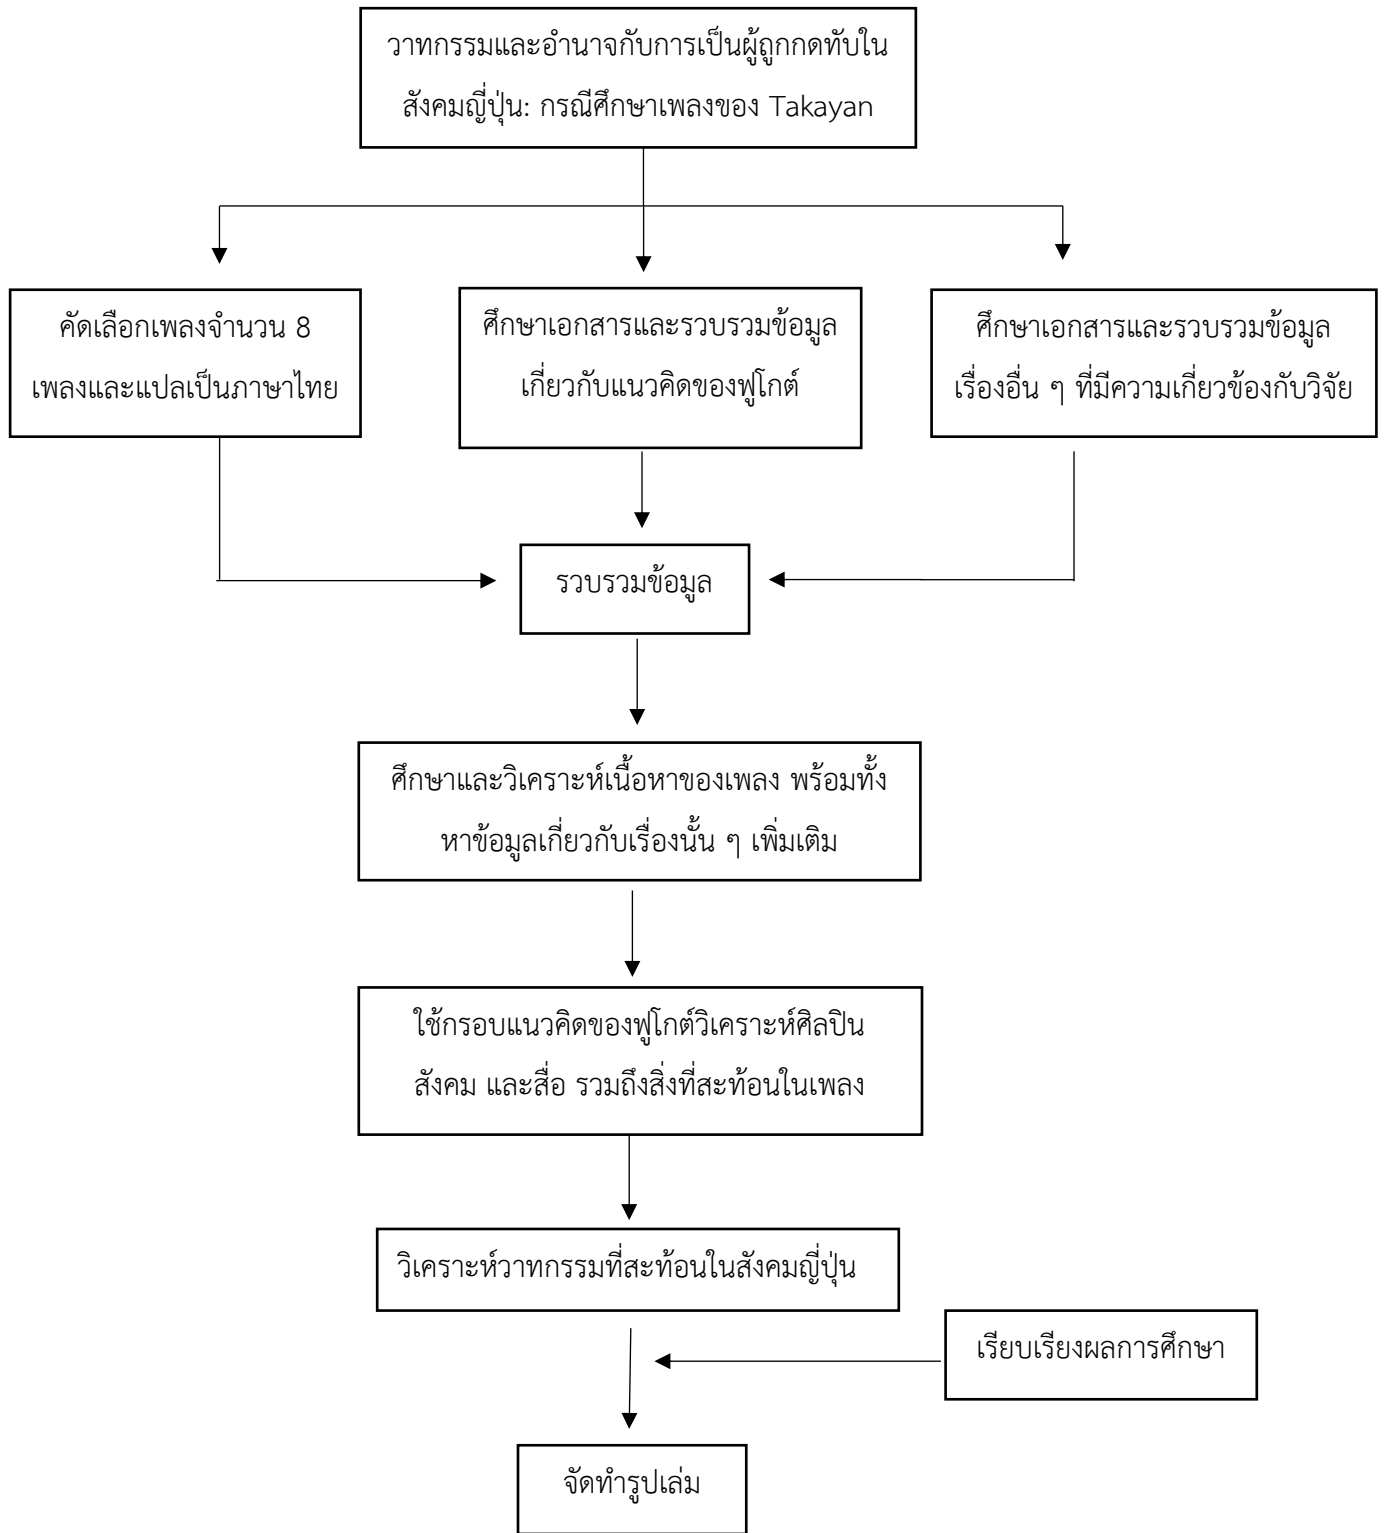 วาทกรรมและอำนาจกับการเป็นผู้ถูกกดทับใน
สังคมญี่ปุ่น: กรณีศึกษาเพลงของ Takayan
คัดเลือกเพลงจำนวน 8
เพลงและแปลเป็นภาษาไทย
ศึกษาเอกสารและรวบรวมข้อมูล
เกี่ยวกับแนวคิดของฟูโกต์
ศึกษาเอกสารและรวบรวมข้อมูล
เรื่องอื่น ๆ ที่มีความเกี่ยวข้องกับวิจัย
รวบรวมข้อมูล
ศึกษาและวิเคราะห์เนื้อหาของเพลง พร้อมทั้ง
หาข้อมูลเกี่ยวกับเรื่องนั้น ๆ เพิ่มเติม
ใช้กรอบแนวคิดของฟูโกต์วิเคราะห์ศิลปิน
สังคม และสื่อ รวมถึงสิ่งที่สะท้อนในเพลง
วิเคราะห์วาทกรรมที่สะท้อนในสังคมญี่ปุ่น
เรียบเรียงผลการศึกษา
จัดทำรูปเล่ม